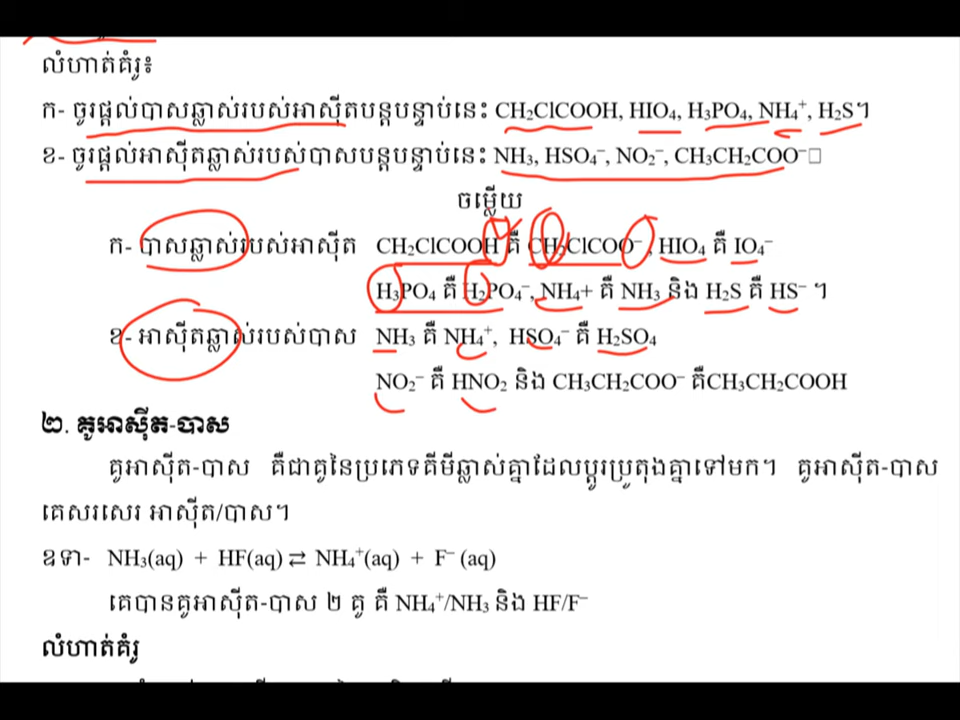 លំហាត់គំរូ៖
ក- ចូរផ្តល់បាសឆ្លាស់របស់អាស៊ីតបន្តបន្ទាប់នេះ CH₂ClCOOH, HIO₄, H₃PO₄, NH₄⁺, H₂S។
ខ- ចូរផ្តល់អាស៊ីតឆ្លាស់របស់បាសបន្តបន្ទាប់នេះ NH₃, HSO₄⁻, NO₂⁻, CH₃CH₂COO⁻□
ចម្លើយ
ក- បាសឆ្លាស់របស់អាស៊ីត CH₂ClCOOH គឺ CH₂ClCOO⁻, HIO₄ គឺ IO₄⁻
H₃PO₄ គឺ H₂PO₄⁻, NH₄+ គឺ NH₃ និង H₂S គឺ HS⁻ ។
ខ- អាស៊ីតឆ្លាស់របស់បាស NH₃ គឺ NH₄⁺, HSO₄⁻ គឺ H₂SO₄
NO₂⁻ គឺ HNO₂ និង CH₃CH₂COO⁻ គឺCH₃CH₂COOH
២. គូអាស៊ីត-បាស
គូអាស៊ីត-បាស គឺជាគូនៃប្រភេទគីមីឆ្លាស់គ្នាដែលប្តូរប្រូតុងគ្នាទៅមក។ គូអាស៊ីត-បាស
គេសរសេរ អាស៊ីត/បាស។
ឧទា- NH₃(aq) + HF(aq) ⇄ NH₄⁺(aq) + F⁻ (aq)
គេបានគូអាស៊ីត-បាស ២ គូ គឺ NH₄⁺/NH₃ និង HF/F⁻
លំហាត់គំរូ